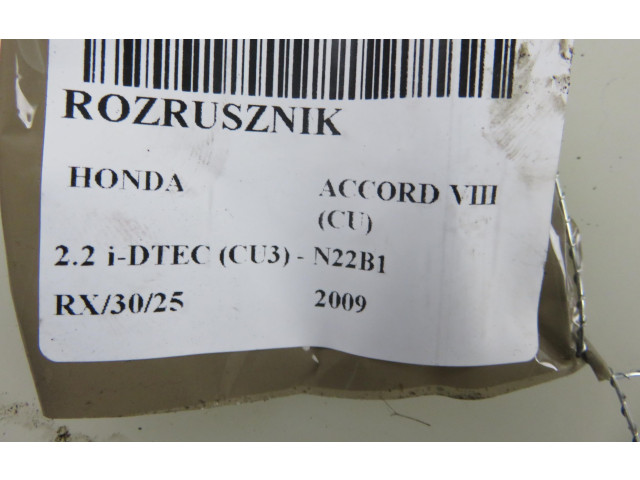 ROZRUSZNIK
HONDA ACCORD VIII
(CU)
2.2 i-DTEC (CU3) - N22B1
RX/30/25 2009